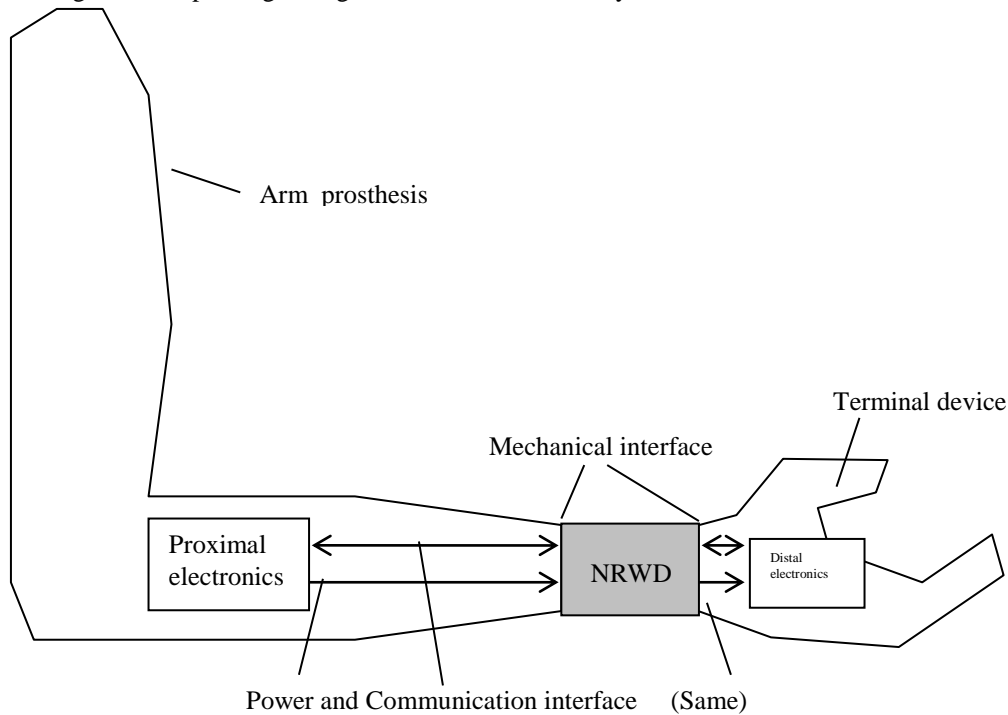 Arm prosthesis
Terminal device
Mechanical interface
Proximal
electronics
NRWD
Distal
electronics
Power and Communication interface (Same)